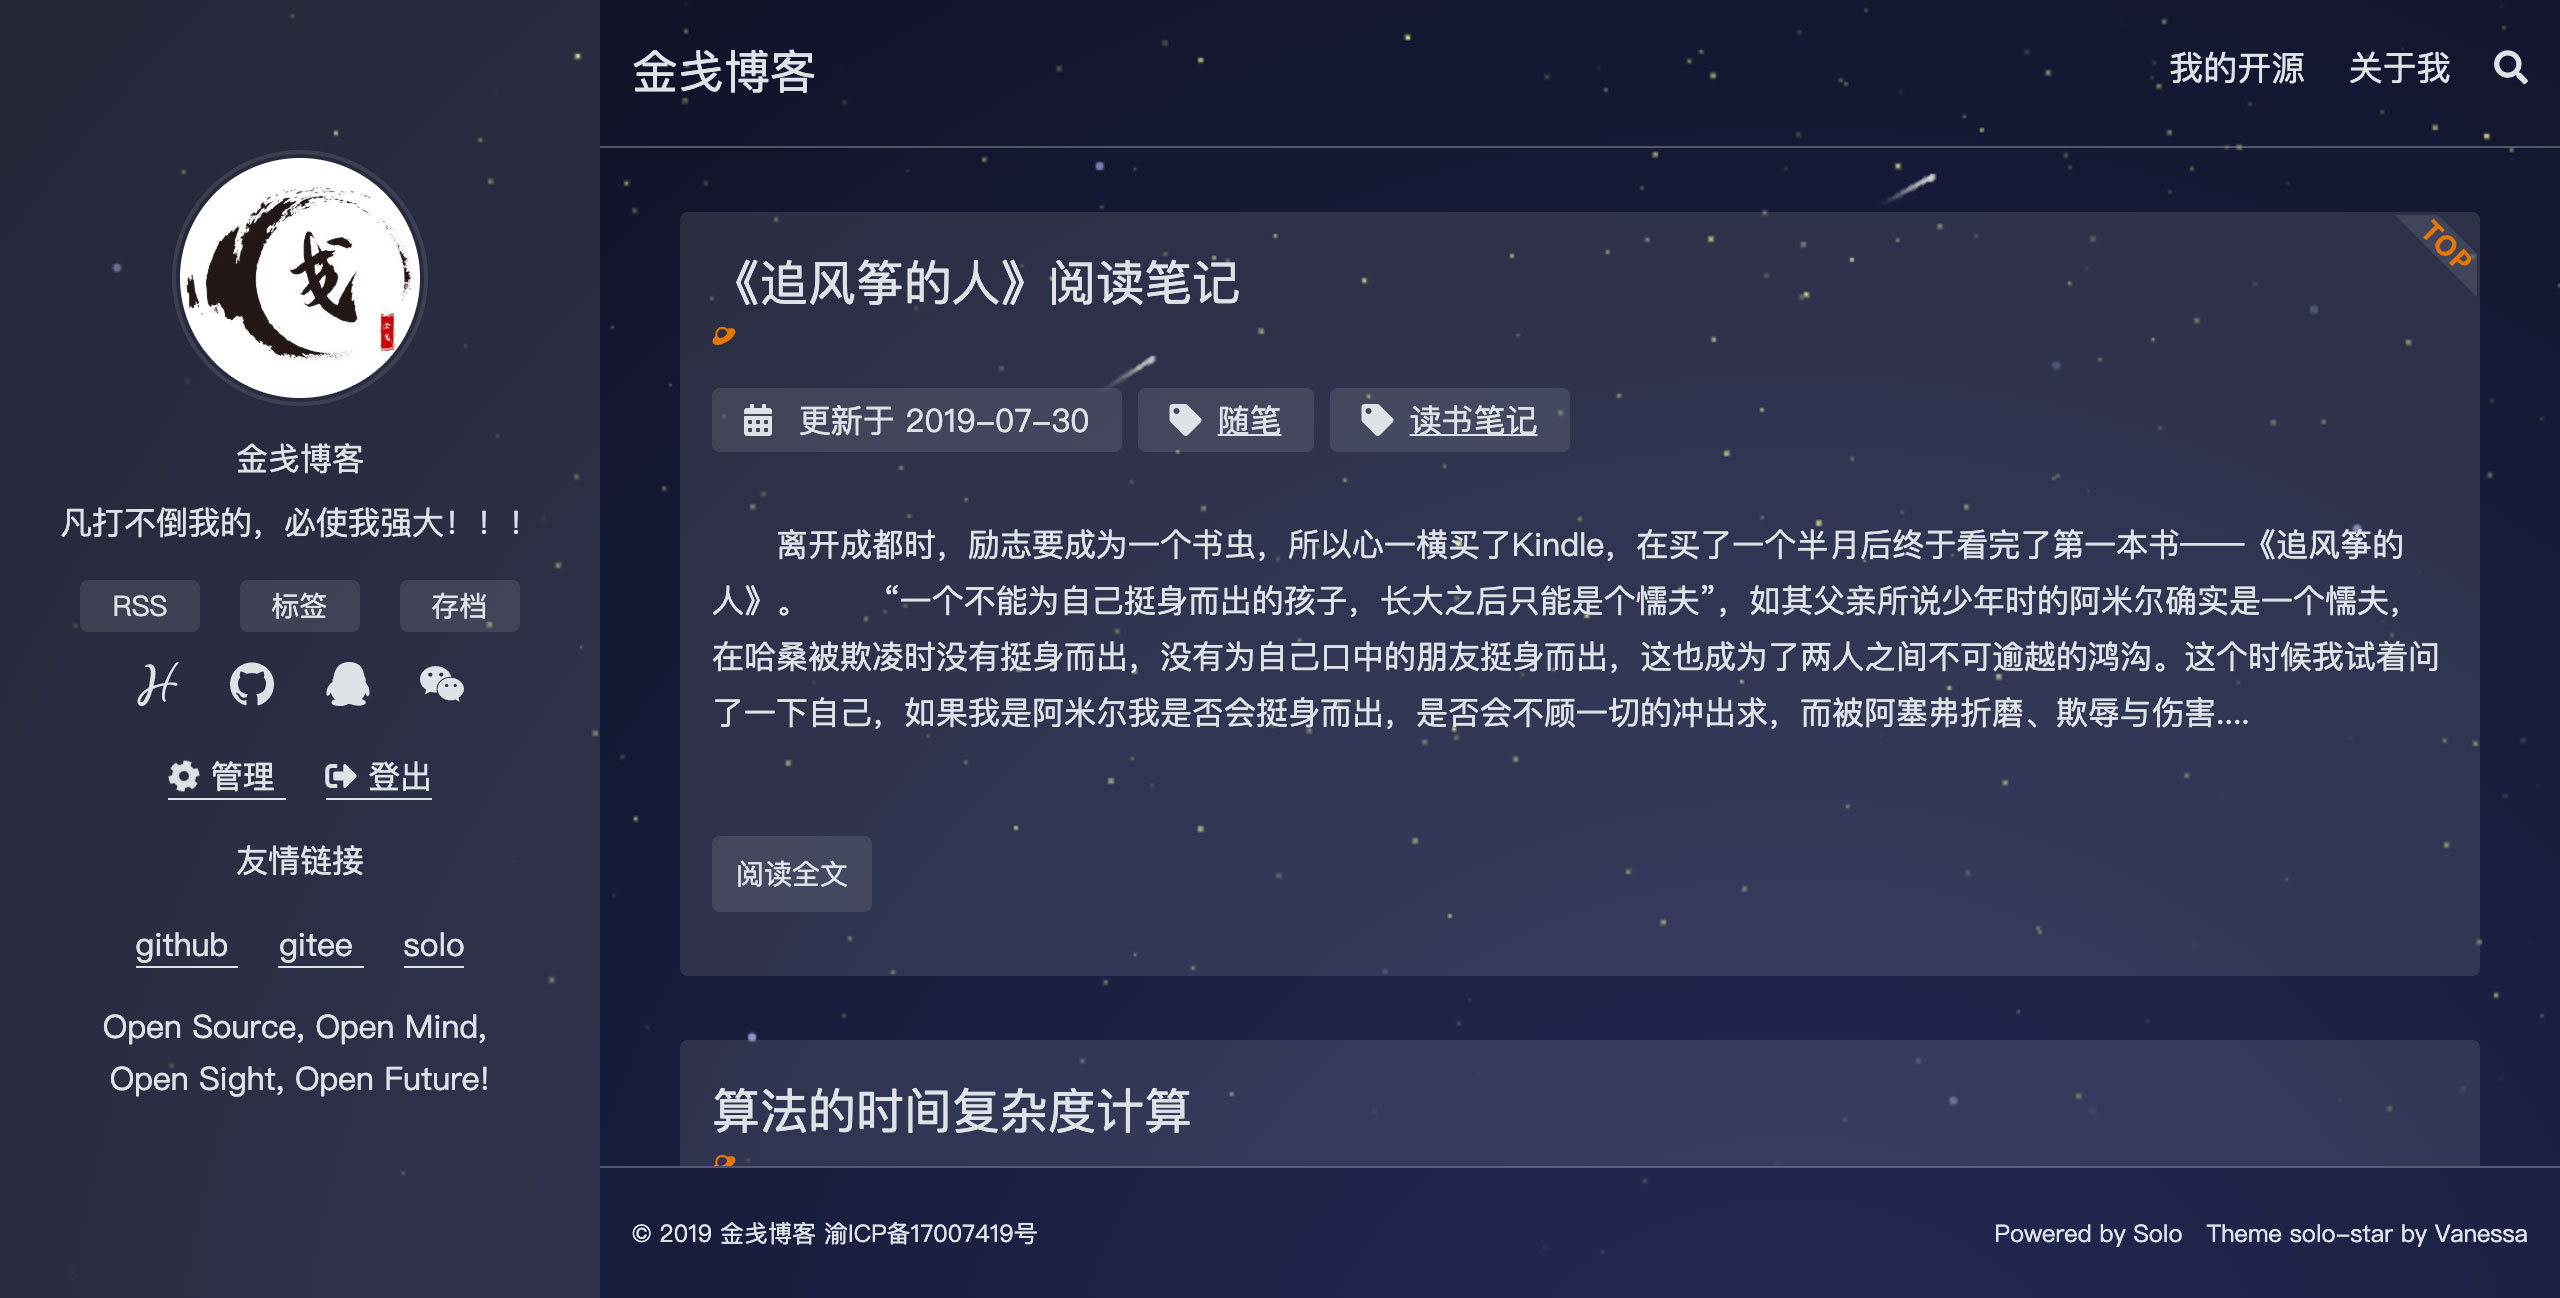 金戋博客
凡打不倒我的，必使我强大！！！
RSS 标签 存档
管理 登出
友情链接
github gitee solo
Open Source, Open Mind,
Open Sight, Open Future!
金戋博客
我的开源 关于我
TOP
《追风筝的人》阅读笔记
更新于 2019-07-30 随笔 读书笔记
离开成都时，励志要成为一个书虫，所以心一横买了Kindle，在买了一个半月后终于看完了第一本书——《追风筝的
人》。 “一个不能为自己挺身而出的孩子，长大之后只能是个懦夫”，如其父亲所说少年时的阿米尔确实是一个懦夫，
在哈桑被欺凌时没有挺身而出，没有为自己口中的朋友挺身而出，这也成为了两人之间不可逾越的鸿沟。这个时候我试着问
了一下自己，如果我是阿米尔我是否会挺身而出，是否会不顾一切的冲出求，而被阿塞弗折磨、欺辱与伤害....
阅读全文
算法的时间复杂度计算
© 2019 金戋博客 渝ICP备17007419号
Powered by Solo Theme solo-star by Vanessa